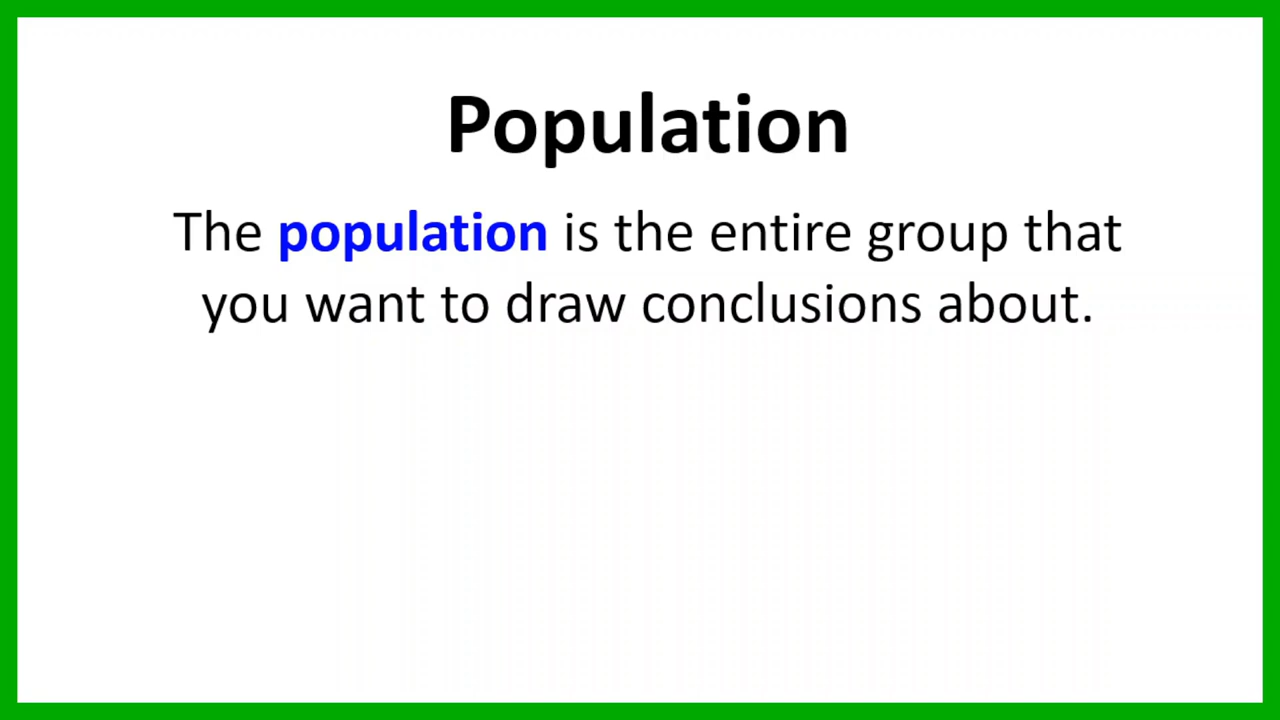 Population
The population is the entire group that
you want to draw conclusions about.